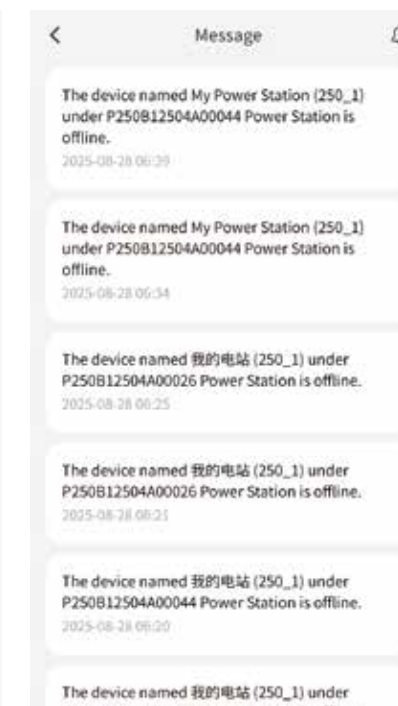 Message
The device named My Power Station (250_1)
under P250B12504A00044 Power Station is
offline.
2025-08-28 06:39
The device named My Power Station (250_1)
under P250B12504A00044 Power Station is
offline.
2025-08-28 06:34
The device named 我的电站 (250_1) under
P250B12504A00026 Power Station is offline.
2025-08-28 06:25
The device named 我的电站 (250_1) under
P250B12504A00026 Power Station is offline.
2025-08-28 06:21
The device named 我的电站 (250_1) under
P250B12504A00044 Power Station is offline.
2025-08-28 06:20
The device named 我的电站 (250_1) under